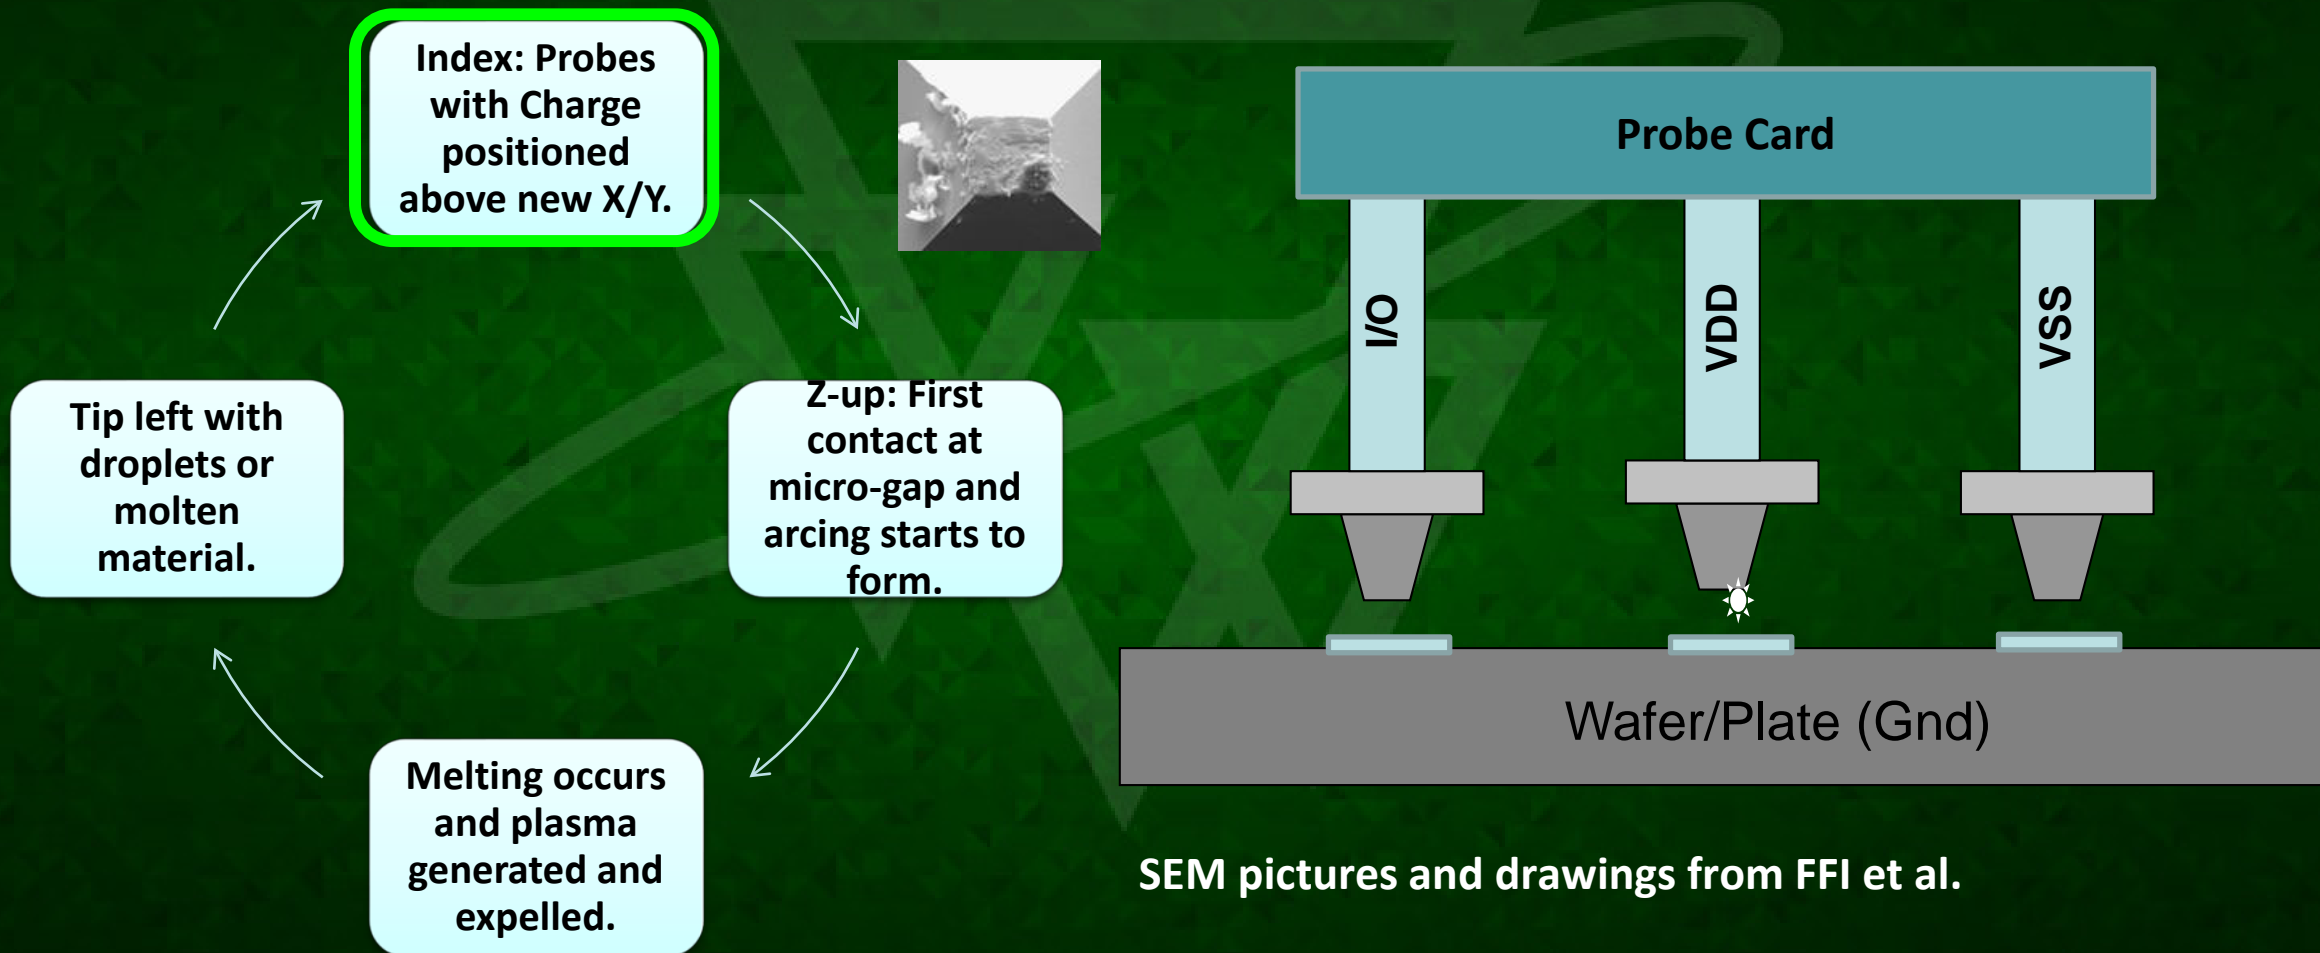 Index: Probes
with Charge
positioned
above new X/Y.
Z-up: First
contact at
micro-gap and
arcing starts to
form.
Melting occurs
and plasma
generated and
expelled.
Tip left with
droplets or
molten
material.
Probe Card
I/O
VDD
VSS
Wafer/Plate (Gnd)
SEM pictures and drawings from FFI et al.